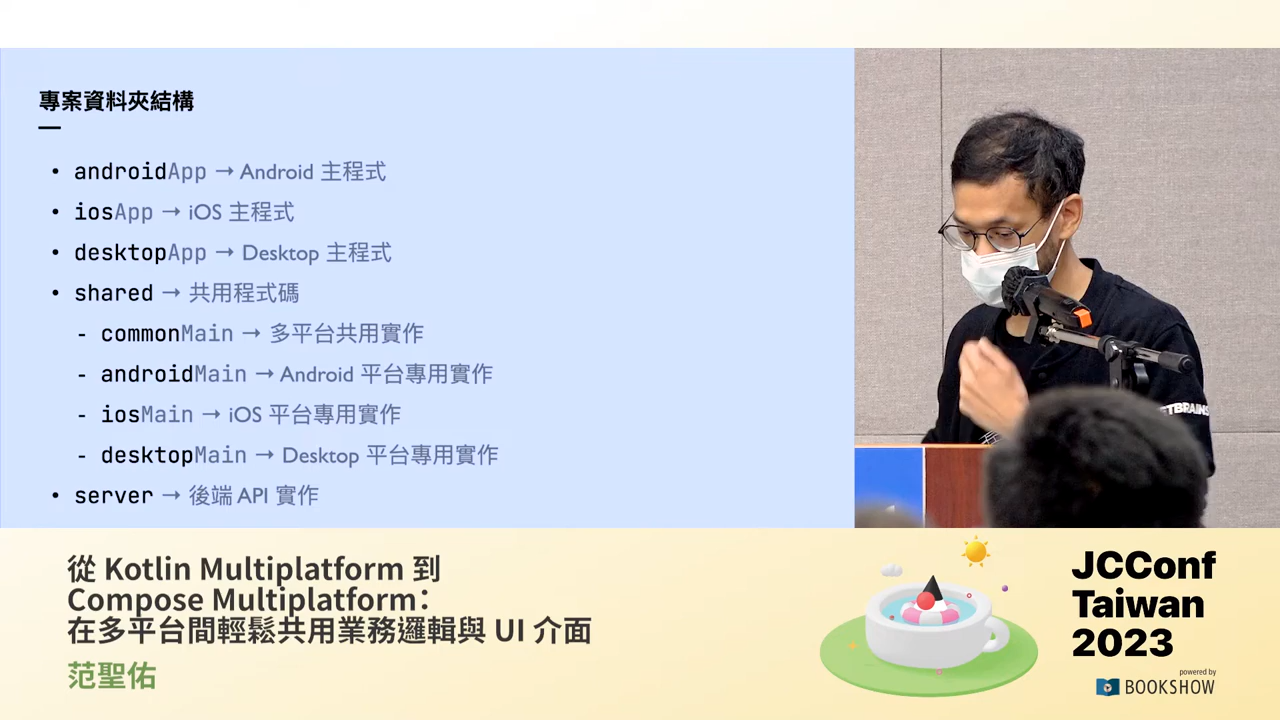 專案資料夾結構
• androidApp → Android 主程式
• iosApp → iOS 主程式
• desktopApp → Desktop 主程式
• shared → 共用程式碼
- commonMain → 多平台共用實作
- androidMain → Android 平台專用實作
- iosMain → iOS 平台專用實作
- desktopMain → Desktop 平台專用實作
• server → 後端 API 實作
ETBRAINS
從 Kotlin Multiplatform 到
Compose Multiplatform：
在多平台間輕鬆共用業務邏輯與 UI 介面
范聖佑
JCConf
Taiwan
2023
powered by
BOOKSHOW